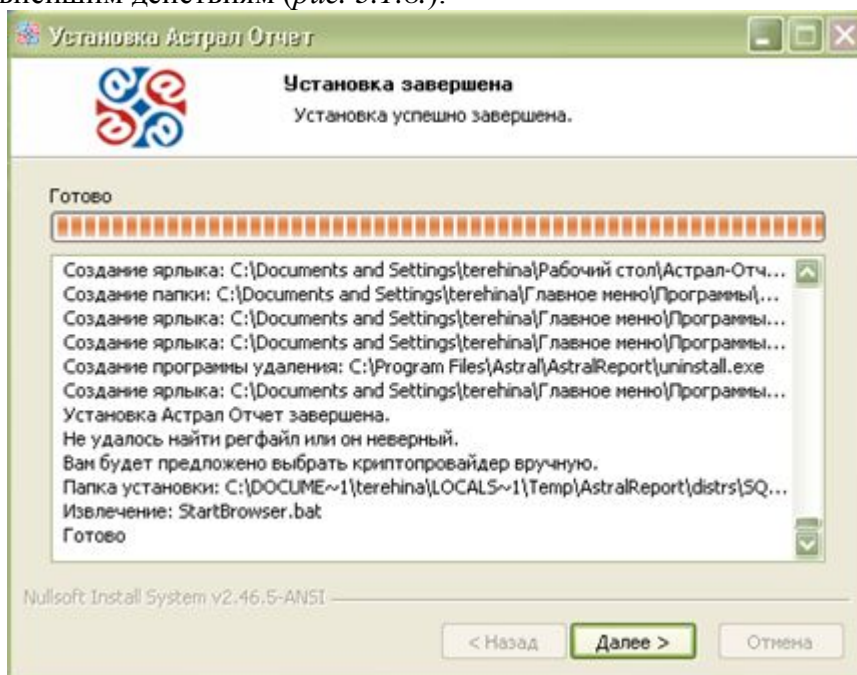 дальнейшим действиям (рис. 3.1.8.).
Установка Астрал Отчет
Установка завершена
Установка успешно завершена.
Готово
Создание ярлыка: C:\Documents and Settings\terehina\Рабочий стол\Астрал-Отч...
Создание папки: C:\Documents and Settings\terehina\Главное меню\Программы\...
Создание ярлыка: C:\Documents and Settings\terehina\Главное меню\Программы...
Создание ярлыка: C:\Documents and Settings\terehina\Главное меню\Программы...
Создание программы удаления: C:\Program Files\Astral\AstralReport\uninstall.exe
Создание ярлыка: C:\Documents and Settings\terehina\Главное меню\Программы...
Установка Астрал Отчет завершена.
Не удалось найти регфайл или он неверный.
Вам будет предложено выбрать криптопровайдер вручную.
Папка установки: C:\DOCUME~1\terehina\LOCALS~1\Temp\AstralReport\distrs\SQ...
Извлечение: StartBrowser.bat
Готово
Nullsoft Install System v2.46.5-ANSI
< Назад Далее > Отмена